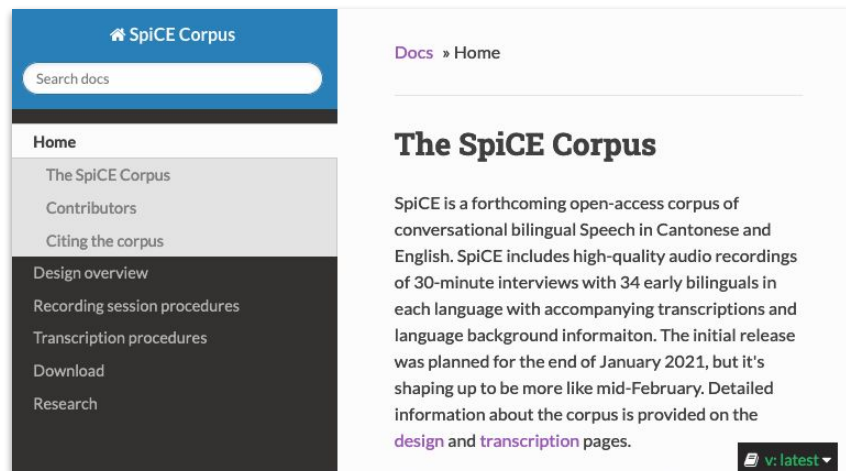 SpiCE Corpus
Search docs
Home
The SpiCE Corpus
Contributors
Citing the corpus
Design overview
Recording session procedures
Transcription procedures
Download
Research
Docs » Home
The SpiCE Corpus
SpiCE is a forthcoming open-access corpus of
conversational bilingual Speech in Cantonese and
English. SpiCE includes high-quality audio recordings
of 30-minute interviews with 34 early bilinguals in
each language with accompanying transcriptions and
language background informaiton. The initial release
was planned for the end of January 2021, but it's
shaping up to be more like mid-February. Detailed
information about the corpus is provided on the
design and transcription pages.
v: latest